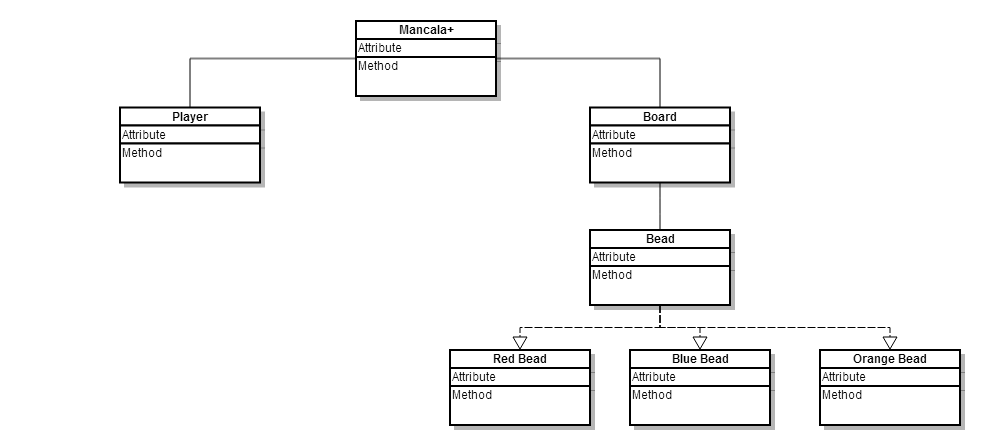 Mancala+
Attribute
Method
Player
Attribute
Method
Board
Attribute
Method
Bead
Attribute
Method
Red Bead
Attribute
Method
Blue Bead
Attribute
Method
Orange Bead
Attribute
Method